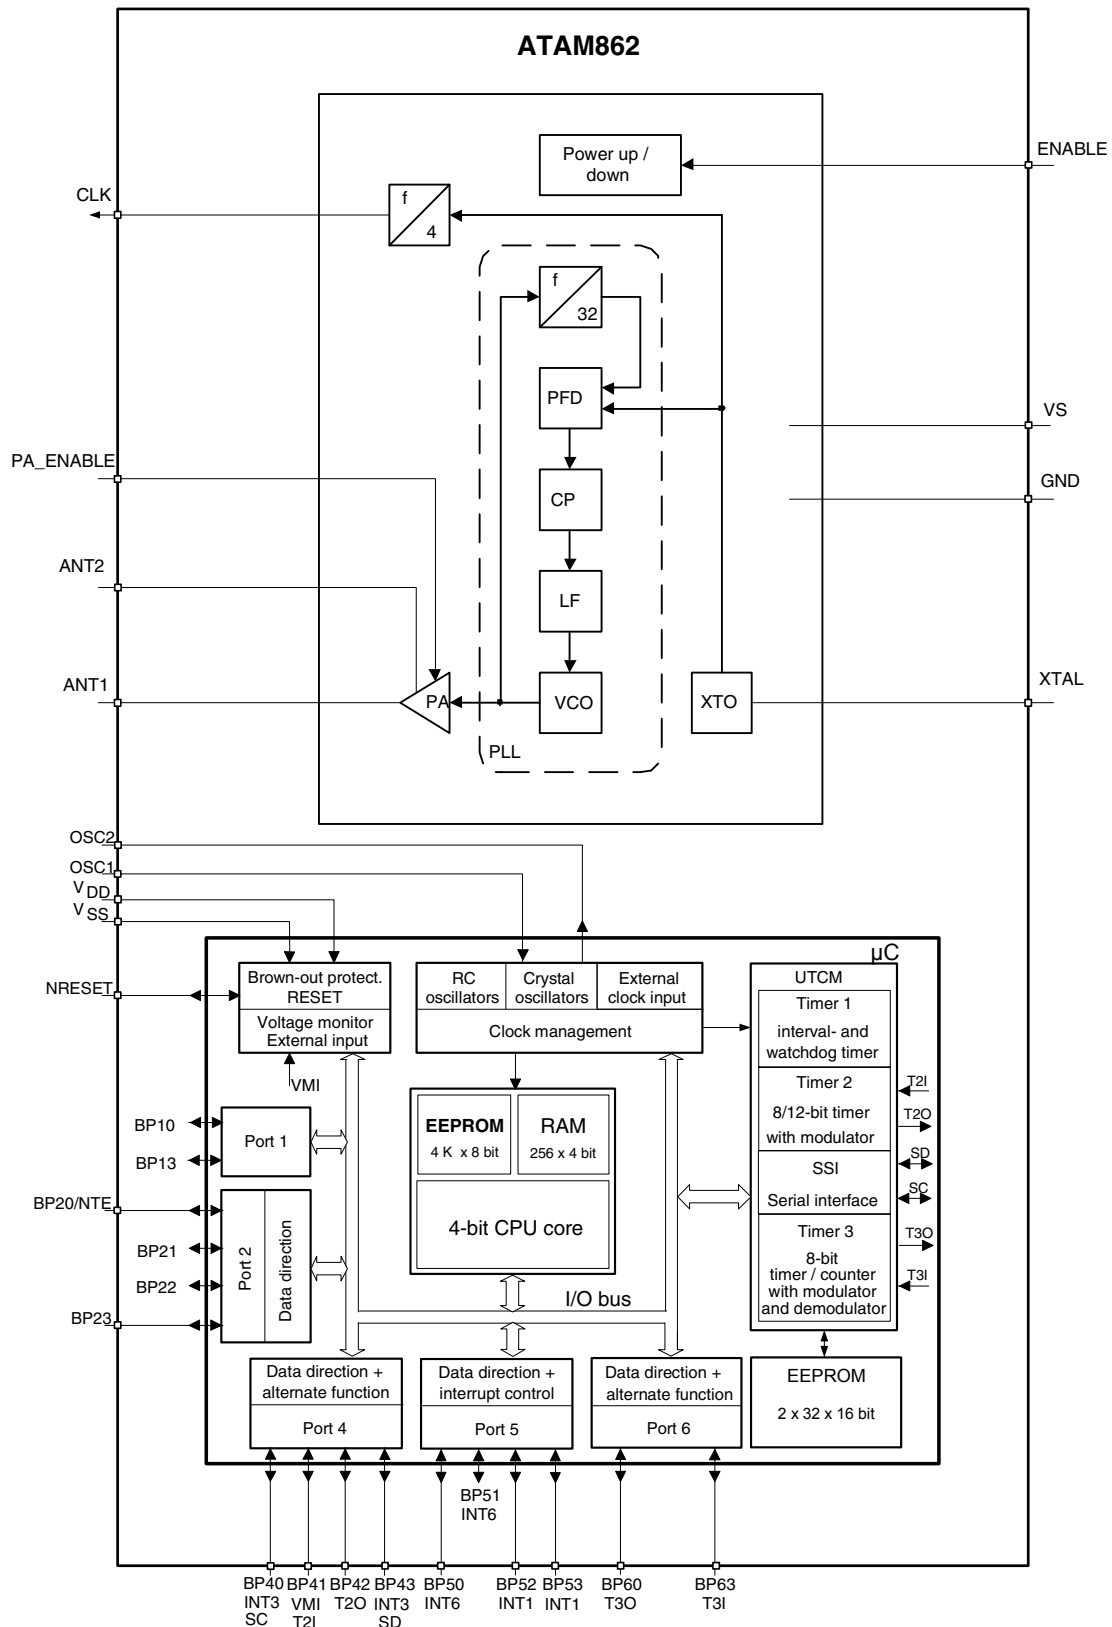 ATAM862
Power up /
down
ENABLE
CLK
f
4
f
32
PFD
VS
PA_ENABLE
GND
CP
ANT2
LF
ANT1
PA
VCO
XTO
XTAL
PLL
OSC2
OSC1
V DD
V SS
µC
NRESET
Brown-out protect.
RESET
Voltage monitor
External input
VMI
RC
oscillators
Crystal
oscillators
External
clock input
Clock management
UTCM
Timer 1
interval- and
watchdog timer
Timer 2
8/12-bit timer
with modulator
SSI
Serial interface
Timer 3
8-bit
timer / counter
with modulator
and demodulator
T2I
T2O
SD
SC
T3O
T3I
EEPROM
4 K x 8 bit
RAM
256 x 4 bit
4-bit CPU core
I/O bus
BP10
BP13
Port 1
BP20/NTE
BP21
BP22
BP23
Port 2
Data direction
Data direction +
alternate function
Port 4
Data direction +
interrupt control
Port 5
Data direction +
alternate function
Port 6
EEPROM
2 x 32 x 16 bit
BP51
INT6
BP40
INT3
SC
BP41
VMI
T2I
BP42
T2O
BP43
INT3
SD
BP50
INT6
BP52
INT1
BP53
INT1
BP60
T3O
BP63
T3I